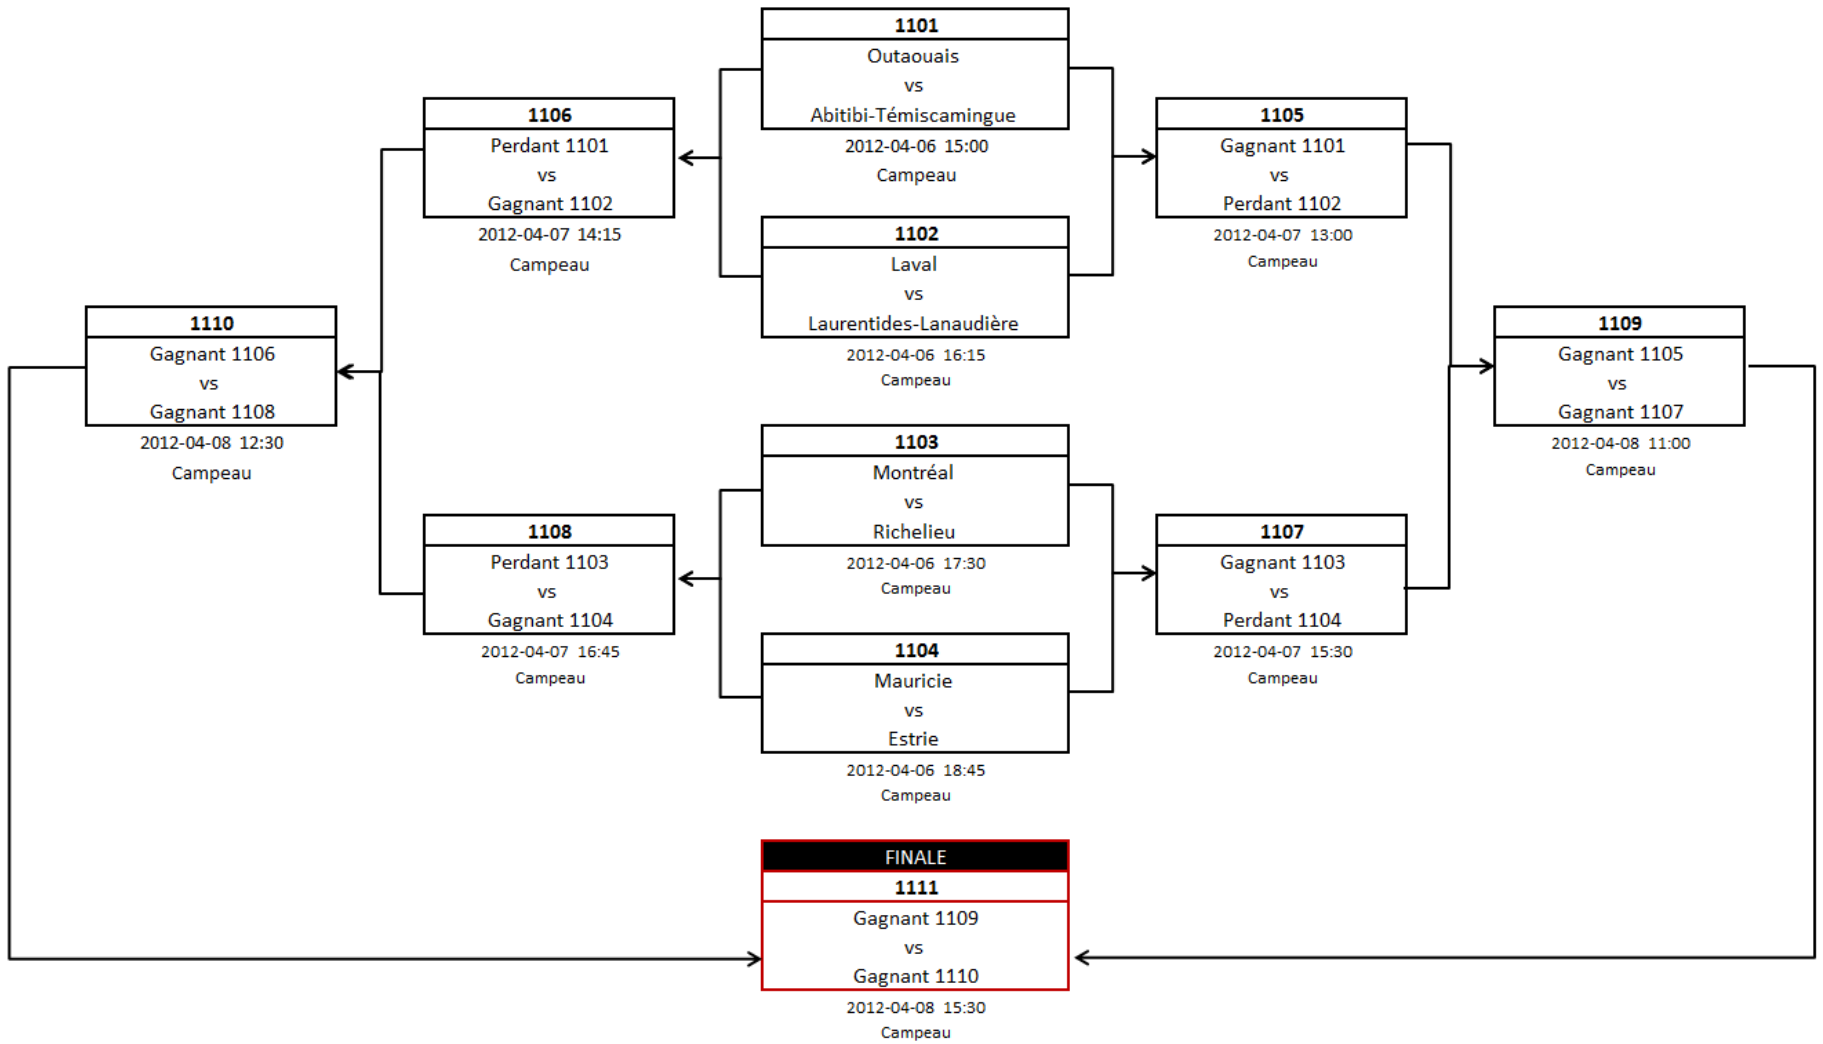 1101
Outaouais
vs
Abitibi-Témiscamingue
2012-04-06 15:00
Campeau
1106
Perdant 1101
vs
Gagnant 1102
2012-04-07 14:15
Campeau
1105
Gagnant 1101
vs
Perdant 1102
2012-04-07 13:00
Campeau
1102
Laval
vs
Laurentides-Lanaudière
2012-04-06 16:15
Campeau
1110
Gagnant 1106
vs
Gagnant 1108
2012-04-08 12:30
Campeau
1109
Gagnant 1105
vs
Gagnant 1107
2012-04-08 11:00
Campeau
1103
Montréal
vs
Richelieu
2012-04-06 17:30
Campeau
1108
Perdant 1103
vs
Gagnant 1104
2012-04-07 16:45
Campeau
1107
Gagnant 1103
vs
Perdant 1104
2012-04-07 15:30
Campeau
1104
Mauricie
vs
Estrie
2012-04-06 18:45
Campeau
FINALE
1111
Gagnant 1109
vs
Gagnant 1110
2012-04-08 15:30
Campeau